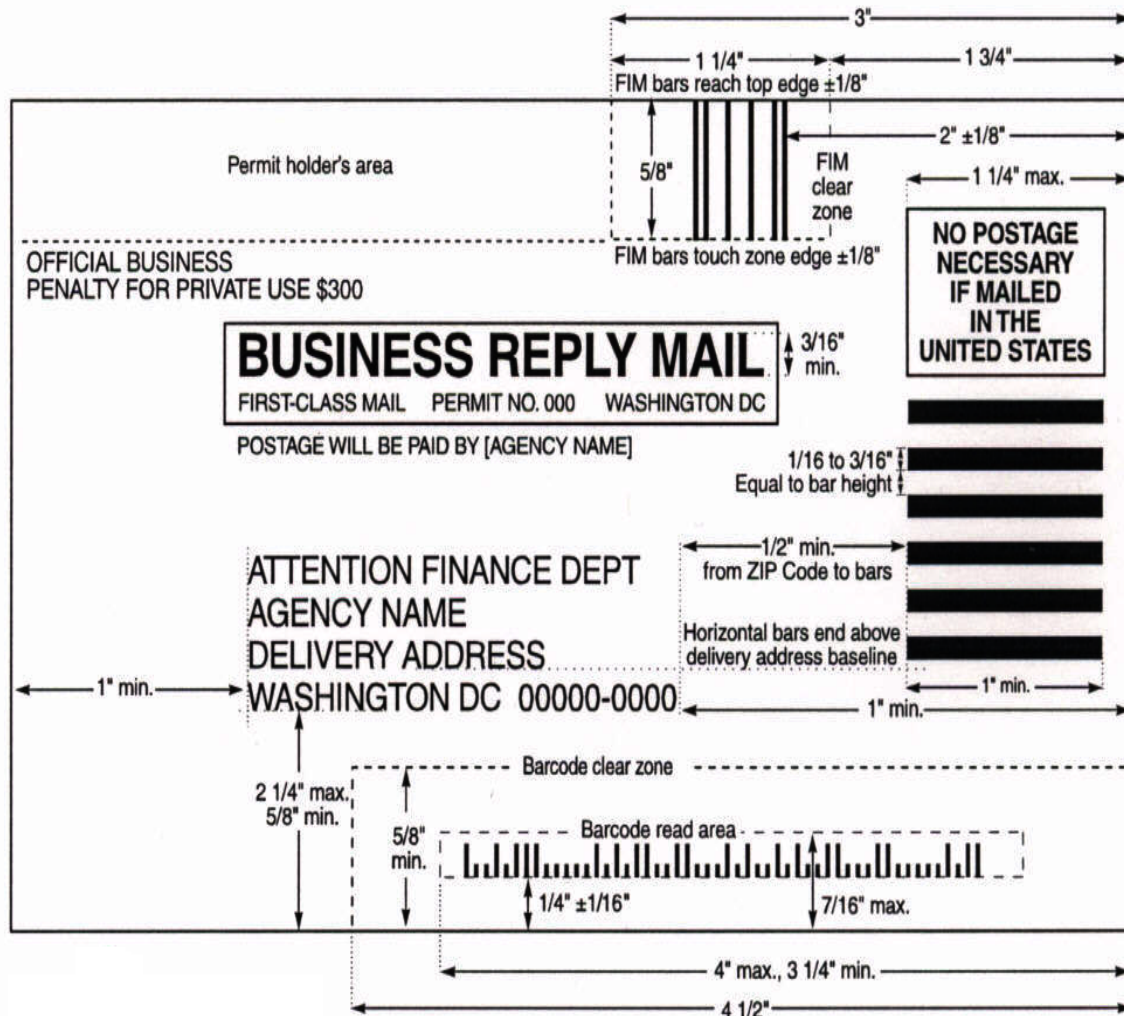 3"
1 1/4"
1 3/4"
FIM bars reach top edge ±1/8"
2" ±1/8"
Permit holder's area
5/8"
FIM
clear
zone
1 1/4" max.
FIM bars touch zone edge ±1/8"
OFFICIAL BUSINESS
PENALTY FOR PRIVATE USE $300
NO POSTAGE
NECESSARY
IF MAILED
IN THE
UNITED STATES
BUSINESS REPLY MAIL
3/16"
min.
FIRST-CLASS MAIL PERMIT NO. 000 WASHINGTON DC
POSTAGE WILL BE PAID BY [AGENCY NAME]
1/16 to 3/16"
Equal to bar height
1/2" min.
from ZIP Code to bars
ATTENTION FINANCE DEPT
AGENCY NAME
DELIVERY ADDRESS
WASHINGTON DC 00000-0000
Horizontal bars end above
delivery address baseline
1" min.
1" min.
1" min.
Barcode clear zone
2 1/4" max.
5/8" min.
5/8"
min.
Barcode read area
1/4" ±1/16"
7/16" max.
4" max., 3 1/4" min.
4 1/2"